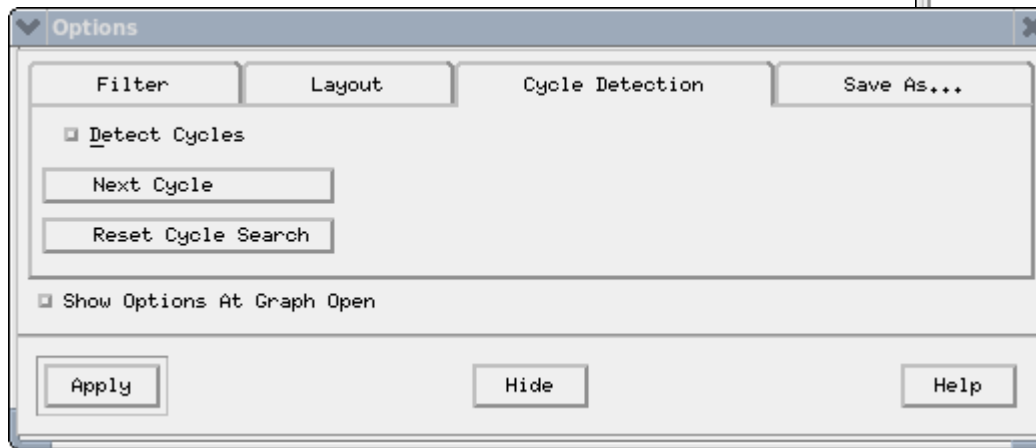 Options
Filter Layout Cycle Detection Save As...
Detect Cycles
Next Cycle
Reset Cycle Search
Show Options At Graph Open
Apply Hide Help